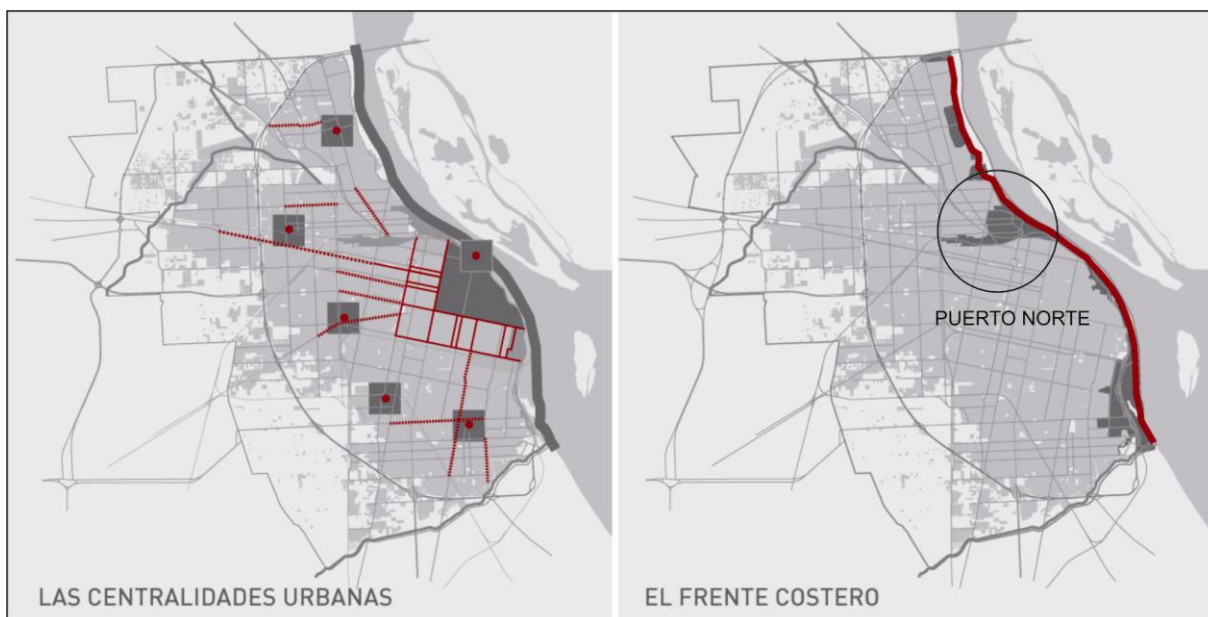 LAS CENTRALIDADES URBANAS
PUERTO NORTE
EL FRENTE COSTERO